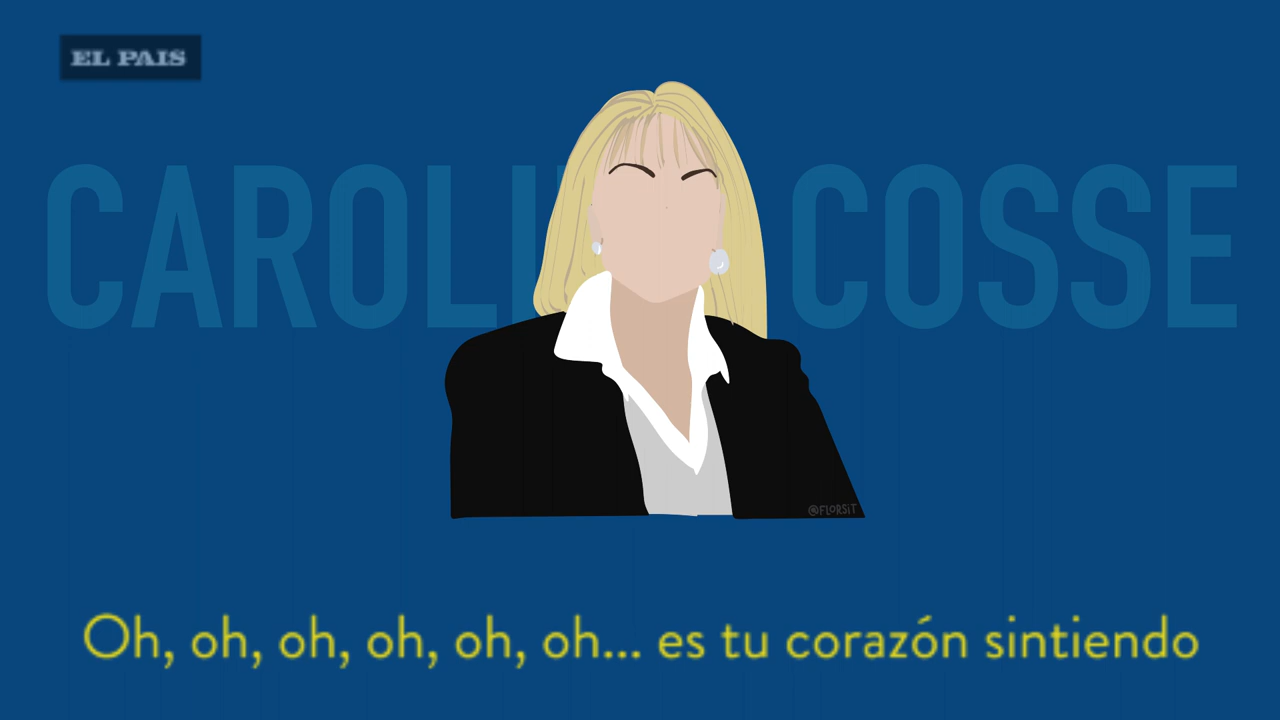 EL PAIS
CAROLI COSSE
@FLORSIT
Oh, oh, oh, oh, oh, oh... es tu corazón sintiendo